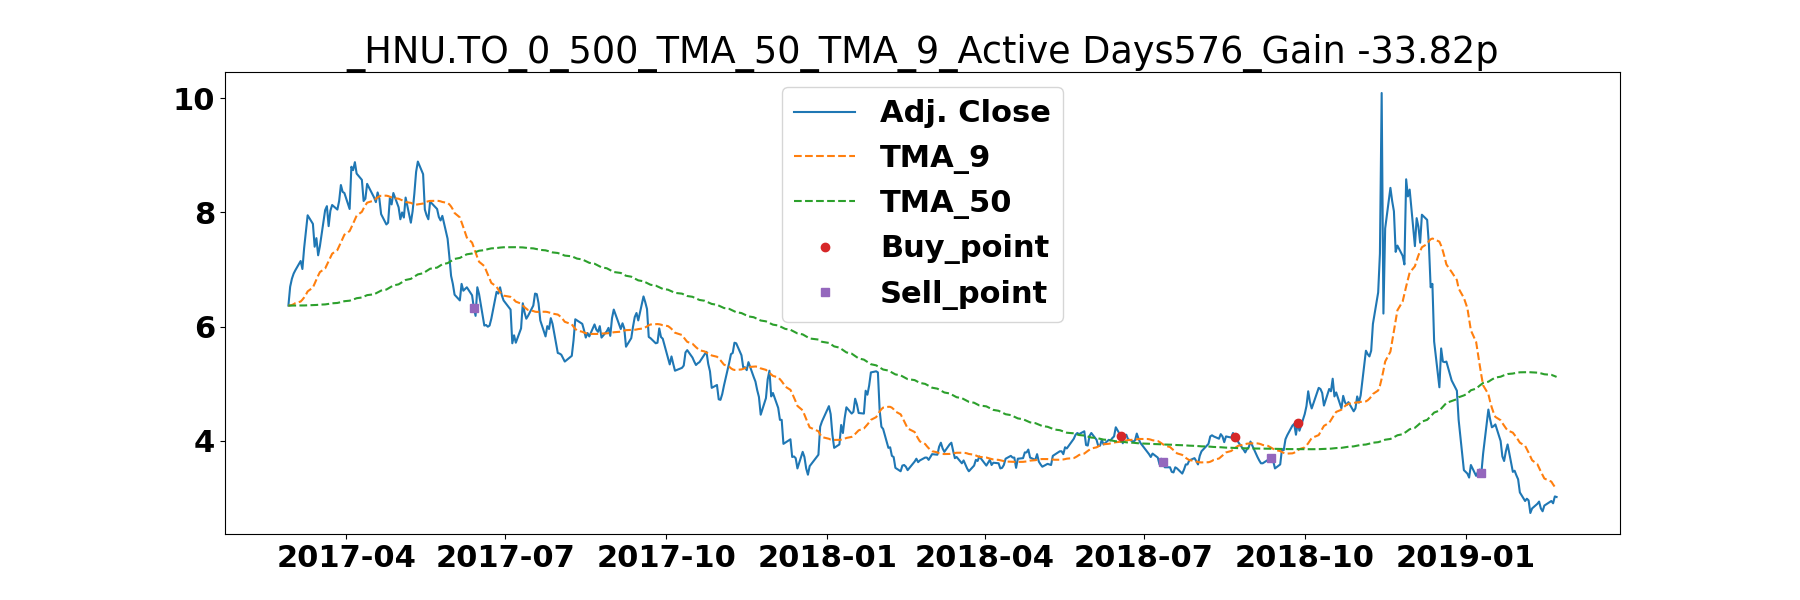 _HNU.TO_0_500_TMA_50_TMA_9_Active Days576_Gain -33.82p
10
8
6
4
Adj. Close
TMA_9
TMA_50
Buy_point
Sell_point
2017-04 2017-07 2017-10 2018-01 2018-04 2018-07 2018-10 2019-01